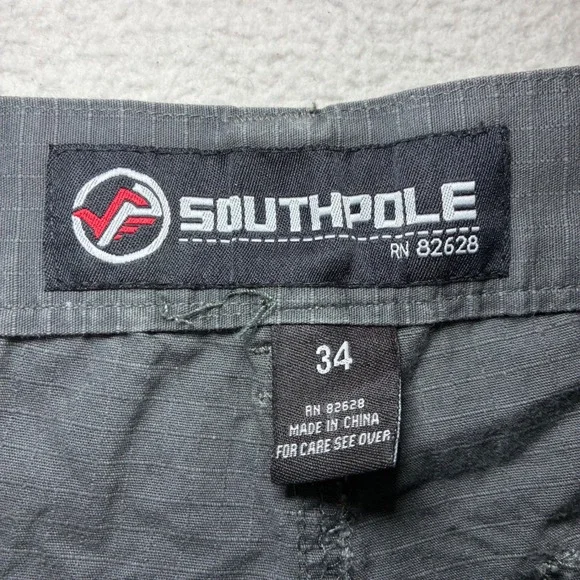 SOUTHPOLE
RN 82628
34
RN 82628
MADE IN CHINA
FOR CARE SEE OVER